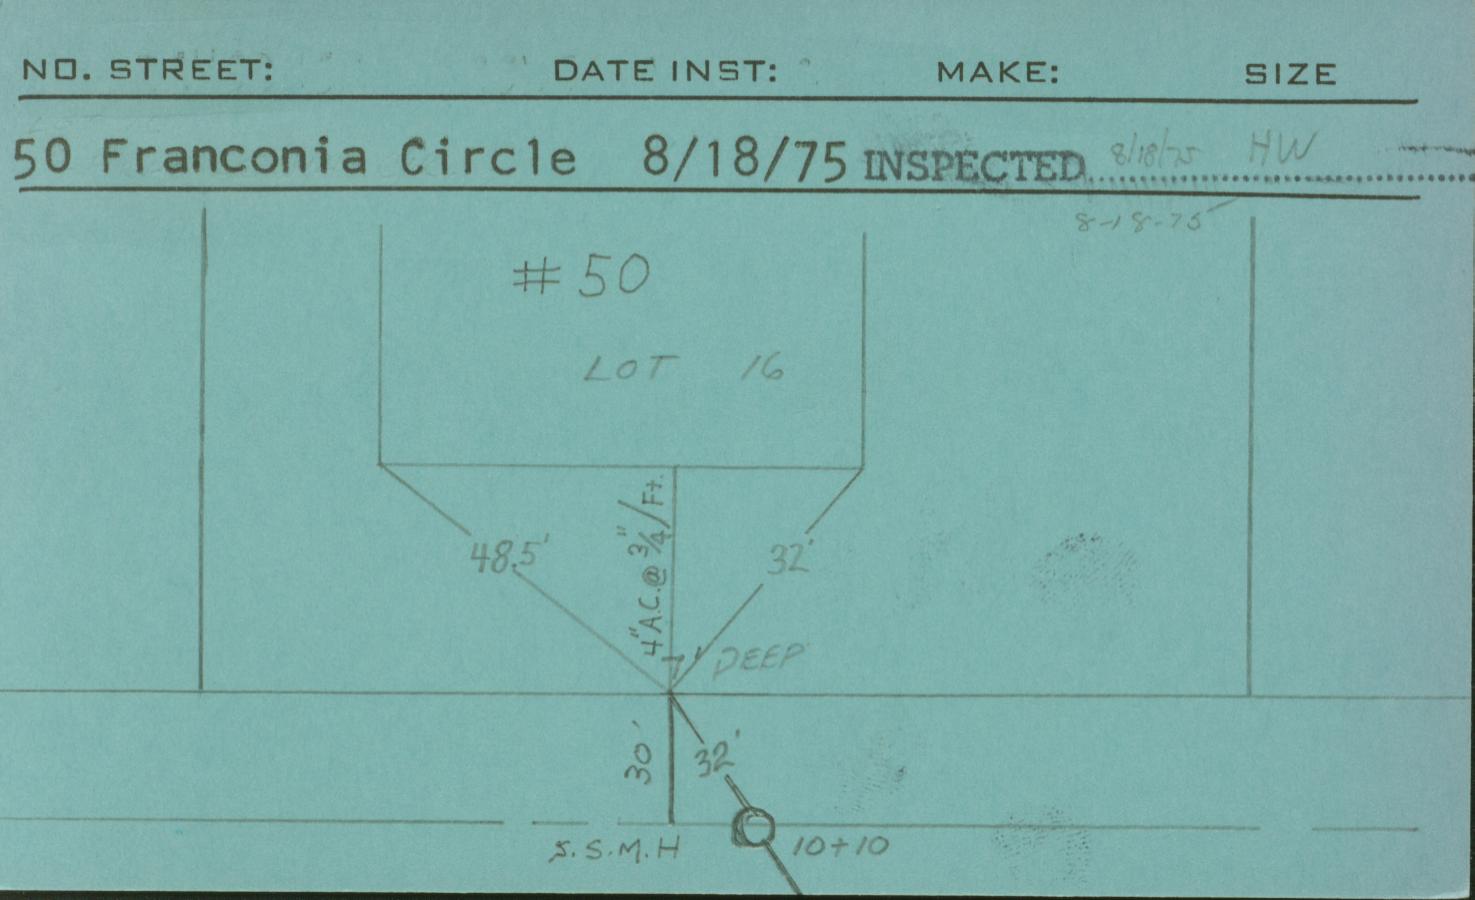 NO. STREET: DATE INST: MAKE: SIZE
50 Franconia Circle 8/18/75 INSPECTED 8/18/75 HW
8-18-75
# 50
LOT 16
48.5' 4" A.C. @ 3/4"/Ft. 32'
7' DEEP
30' 32'
S.S.M.H 10+10